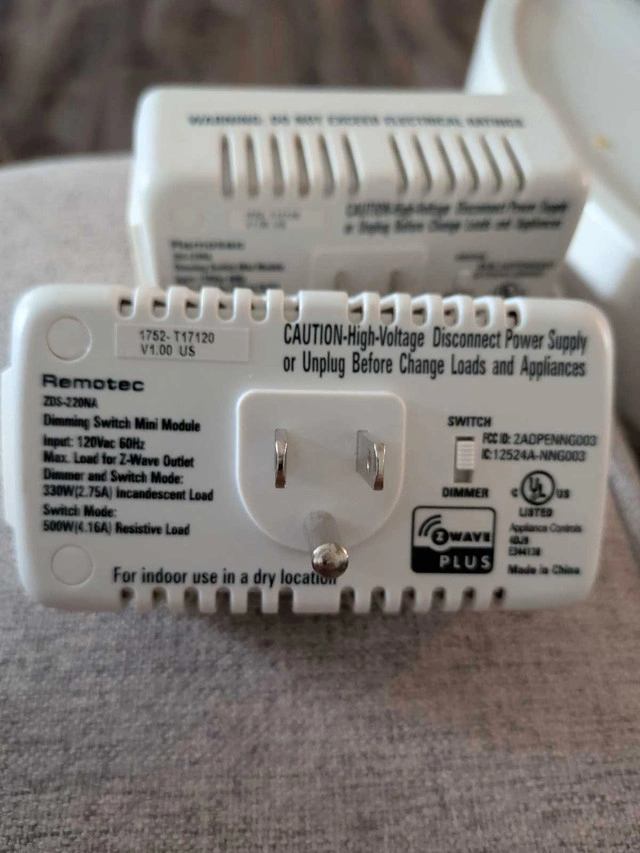 WARNING: DO NOT EXCEED ELECTRICAL RATINGS
CAUTION-High-Voltage Disconnect Power Supply
or Unplug Before Change Loads and Appliances
Remotec
1752- T17120
V1.00 US
CAUTION-High-Voltage Disconnect Power Supply
or Unplug Before Change Loads and Appliances
Remotec
ZDS-220NA
Dimming Switch Mini Module
Input: 120Vac 60Hz
Max. Load for Z-Wave Outlet
Dimmer and Switch Mode:
330W(2.75A) Incandescent Load
Switch Mode:
500W(4.16A) Resistive Load
For indoor use in a dry location
SWITCH
FCC ID: 2ADPENNG003
IC:12524A-NNG003
DIMMER
C UL US
LISTED
Appliance Controls
E344138
Z WAVE
PLUS
Made in China